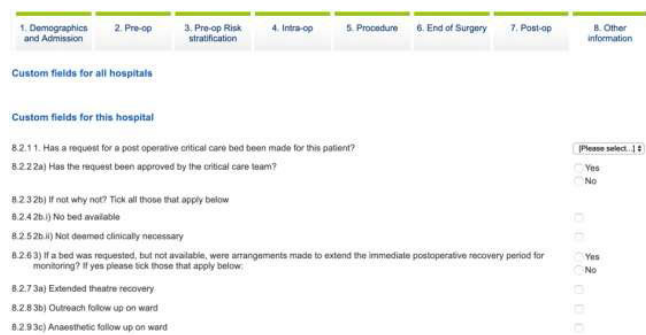 1. Demographics and Admission
2. Pre-op
3. Pre-op Risk stratification
4. Intra-op
5. Procedure
6. End of Surgery
7. Post-op
8. Other information
Custom fields for all hospitals
Custom fields for this hospital
8.2.1 1. Has a request for a post operative critical care bed been made for this patient?
[Please select...]
8.2.2 2a) Has the request been approved by the critical care team?
Yes
No
8.2.3 2b) If not why not? Tick all those that apply below
8.2.4 2b.i) No bed available
8.2.5 2b.ii) Not deemed clinically necessary
8.2.6 3) If a bed was requested, but not available, were arrangements made to extend the immediate postoperative recovery period for
monitoring? If yes please tick those that apply below:
Yes
No
8.2.7 3a) Extended theatre recovery
8.2.8 3b) Outreach follow up on ward
8.2.9 3c) Anaesthetic follow up on ward